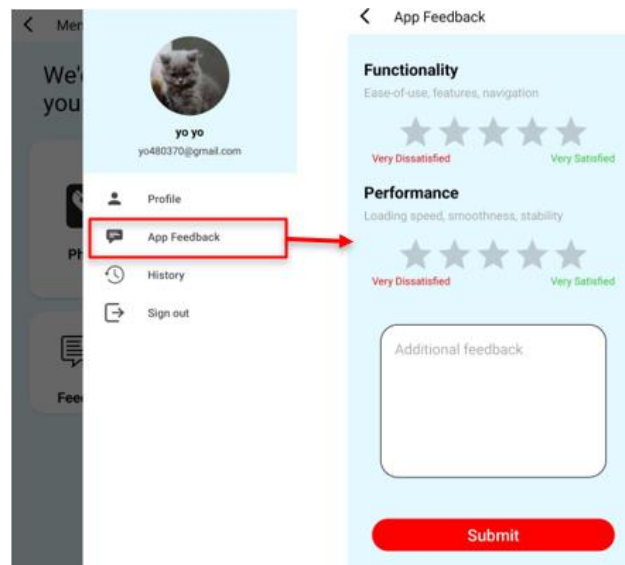 Men
We'
you
Ph
Feed
yo yo
yo480370@gmail.com
Profile
App Feedback
History
Sign out
App Feedback
Functionality
Ease-of-use, features, navigation
Very Dissatisfied
Very Satisfied
Performance
Loading speed, smoothness, stability
Very Dissatisfied
Very Satisfied
Additional feedback
Submit